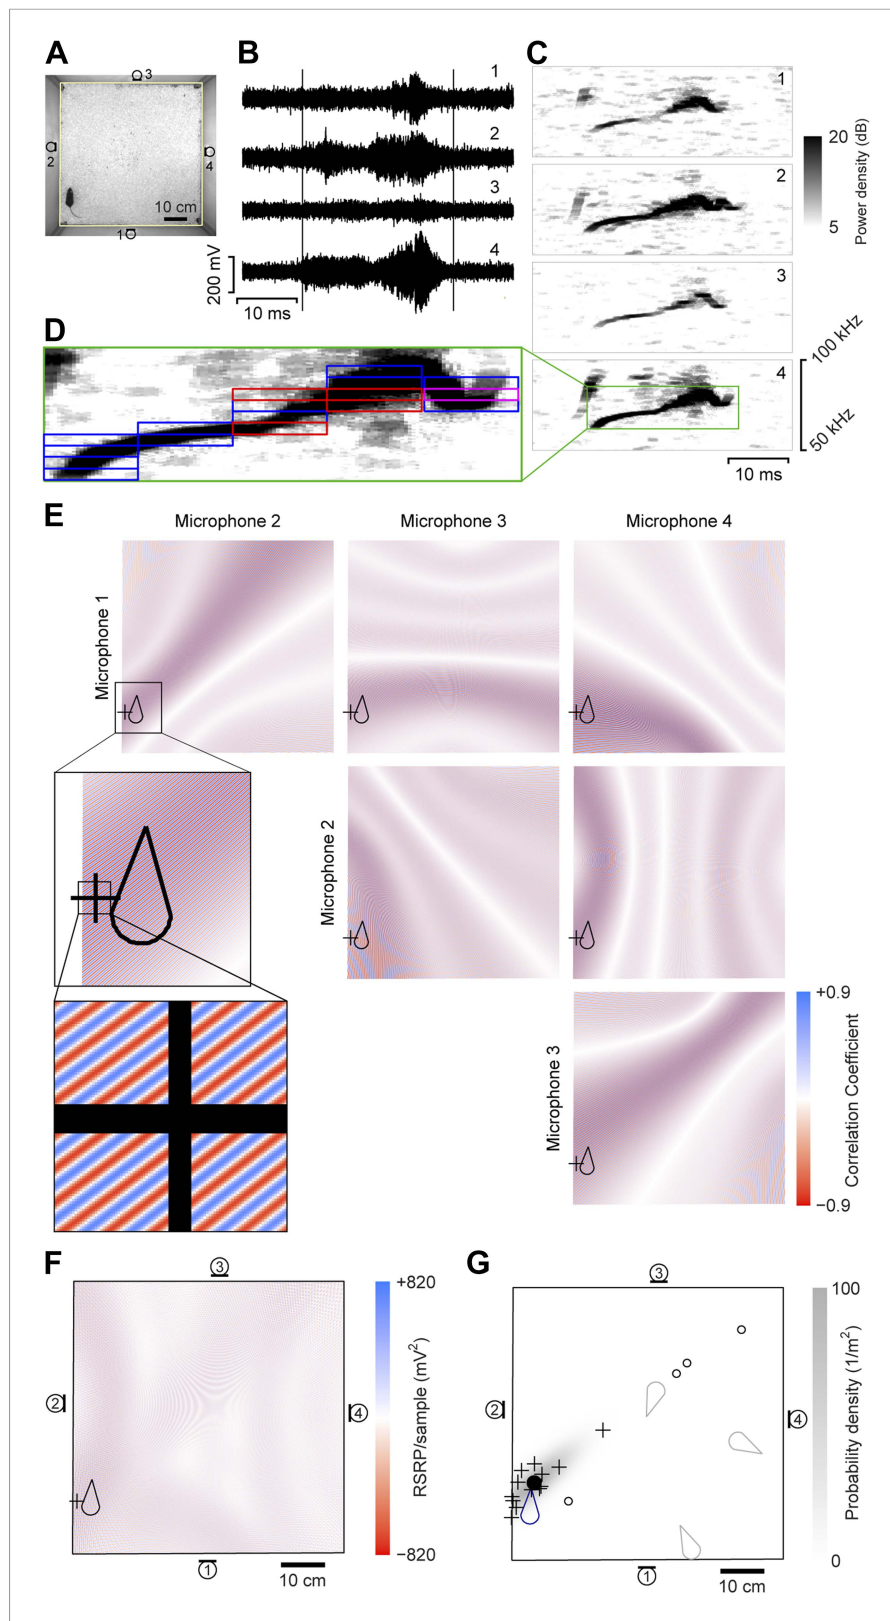 A
3
2
4
1
10 cm
B
1
2
3
4
200 mV
10 ms
C
1
2
3
4
20
5
Power density (dB)
100 kHz
50 kHz
10 ms
D
E
Microphone 2
Microphone 3
Microphone 4
Microphone 1
Microphone 2
Microphone 3
+0.9
−0.9
Correlation Coefficient
F
3
2
4
1
10 cm
+820
−820
RSRP/sample (mV²)
G
3
2
4
1
10 cm
100
0
Probability density (1/m²)